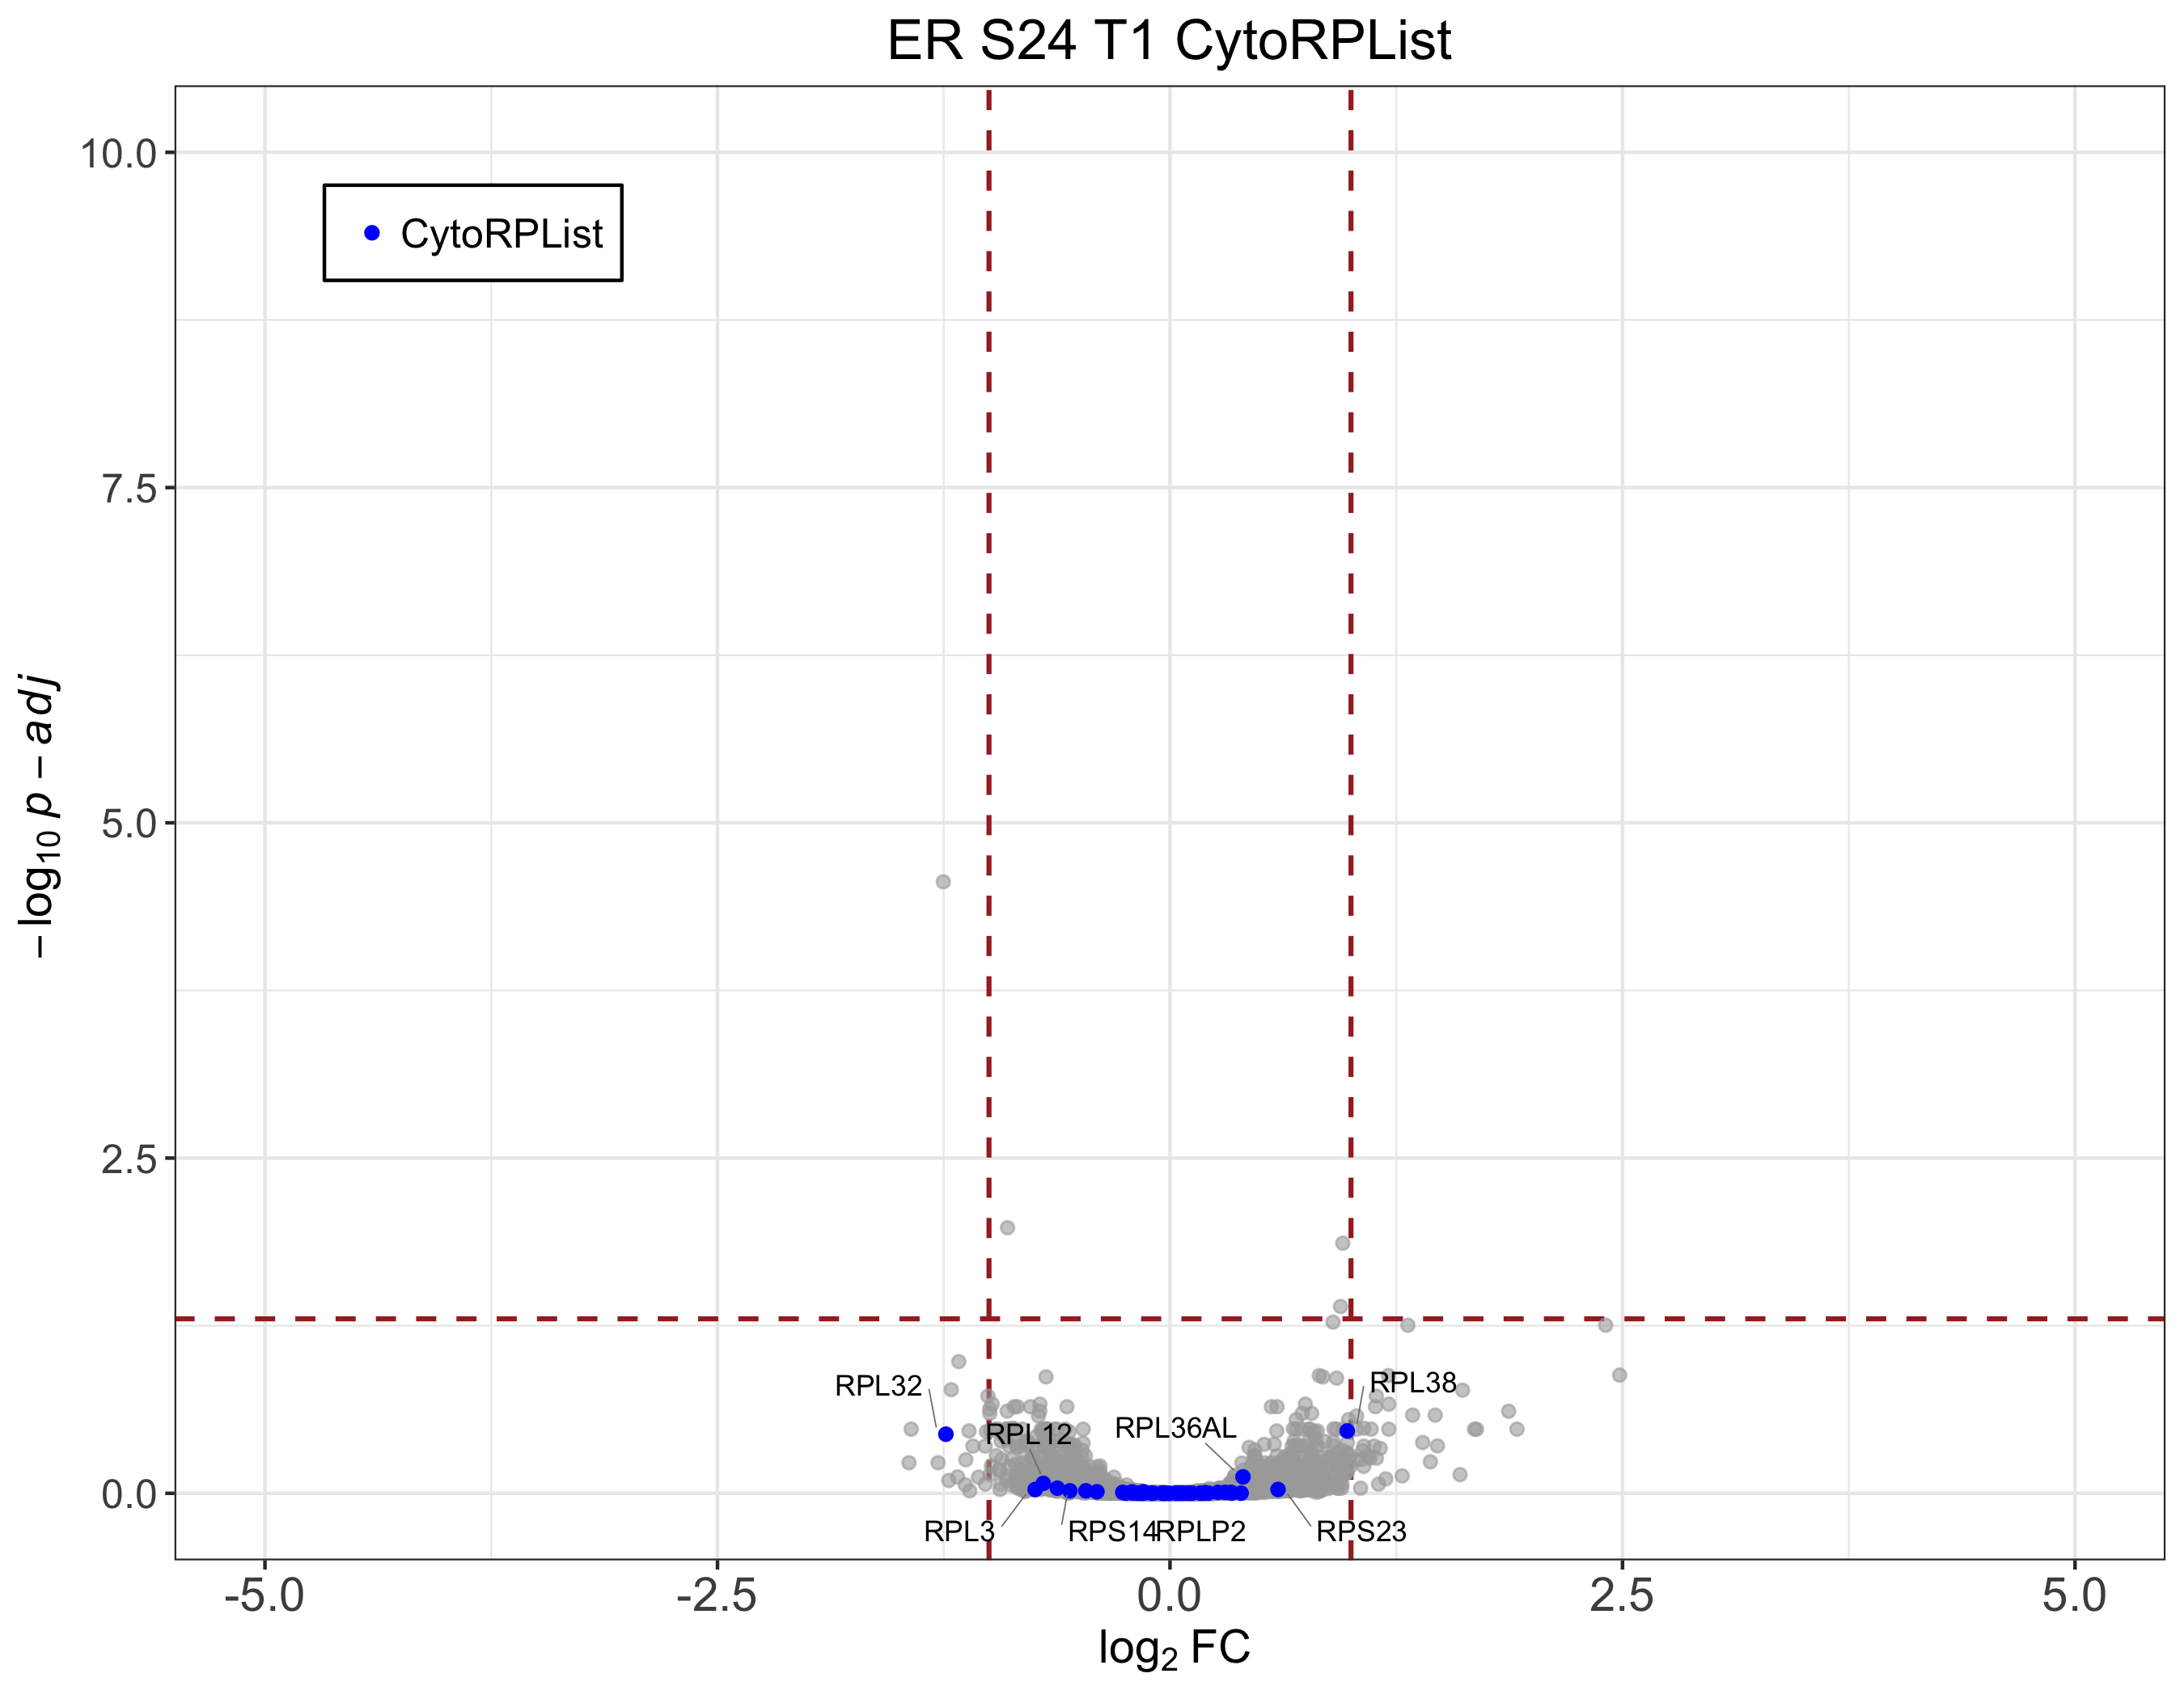 ER S24 T1 CytoRPList
10.0
7.5
5.0
2.5
0.0
−log10 p − adj
CytoRPList
RPL32
RPL38
RPL12
RPL36AL
RPL3
RPS14
RPLP2
RPS23
-5.0
-2.5
0.0
2.5
5.0
log2 FC